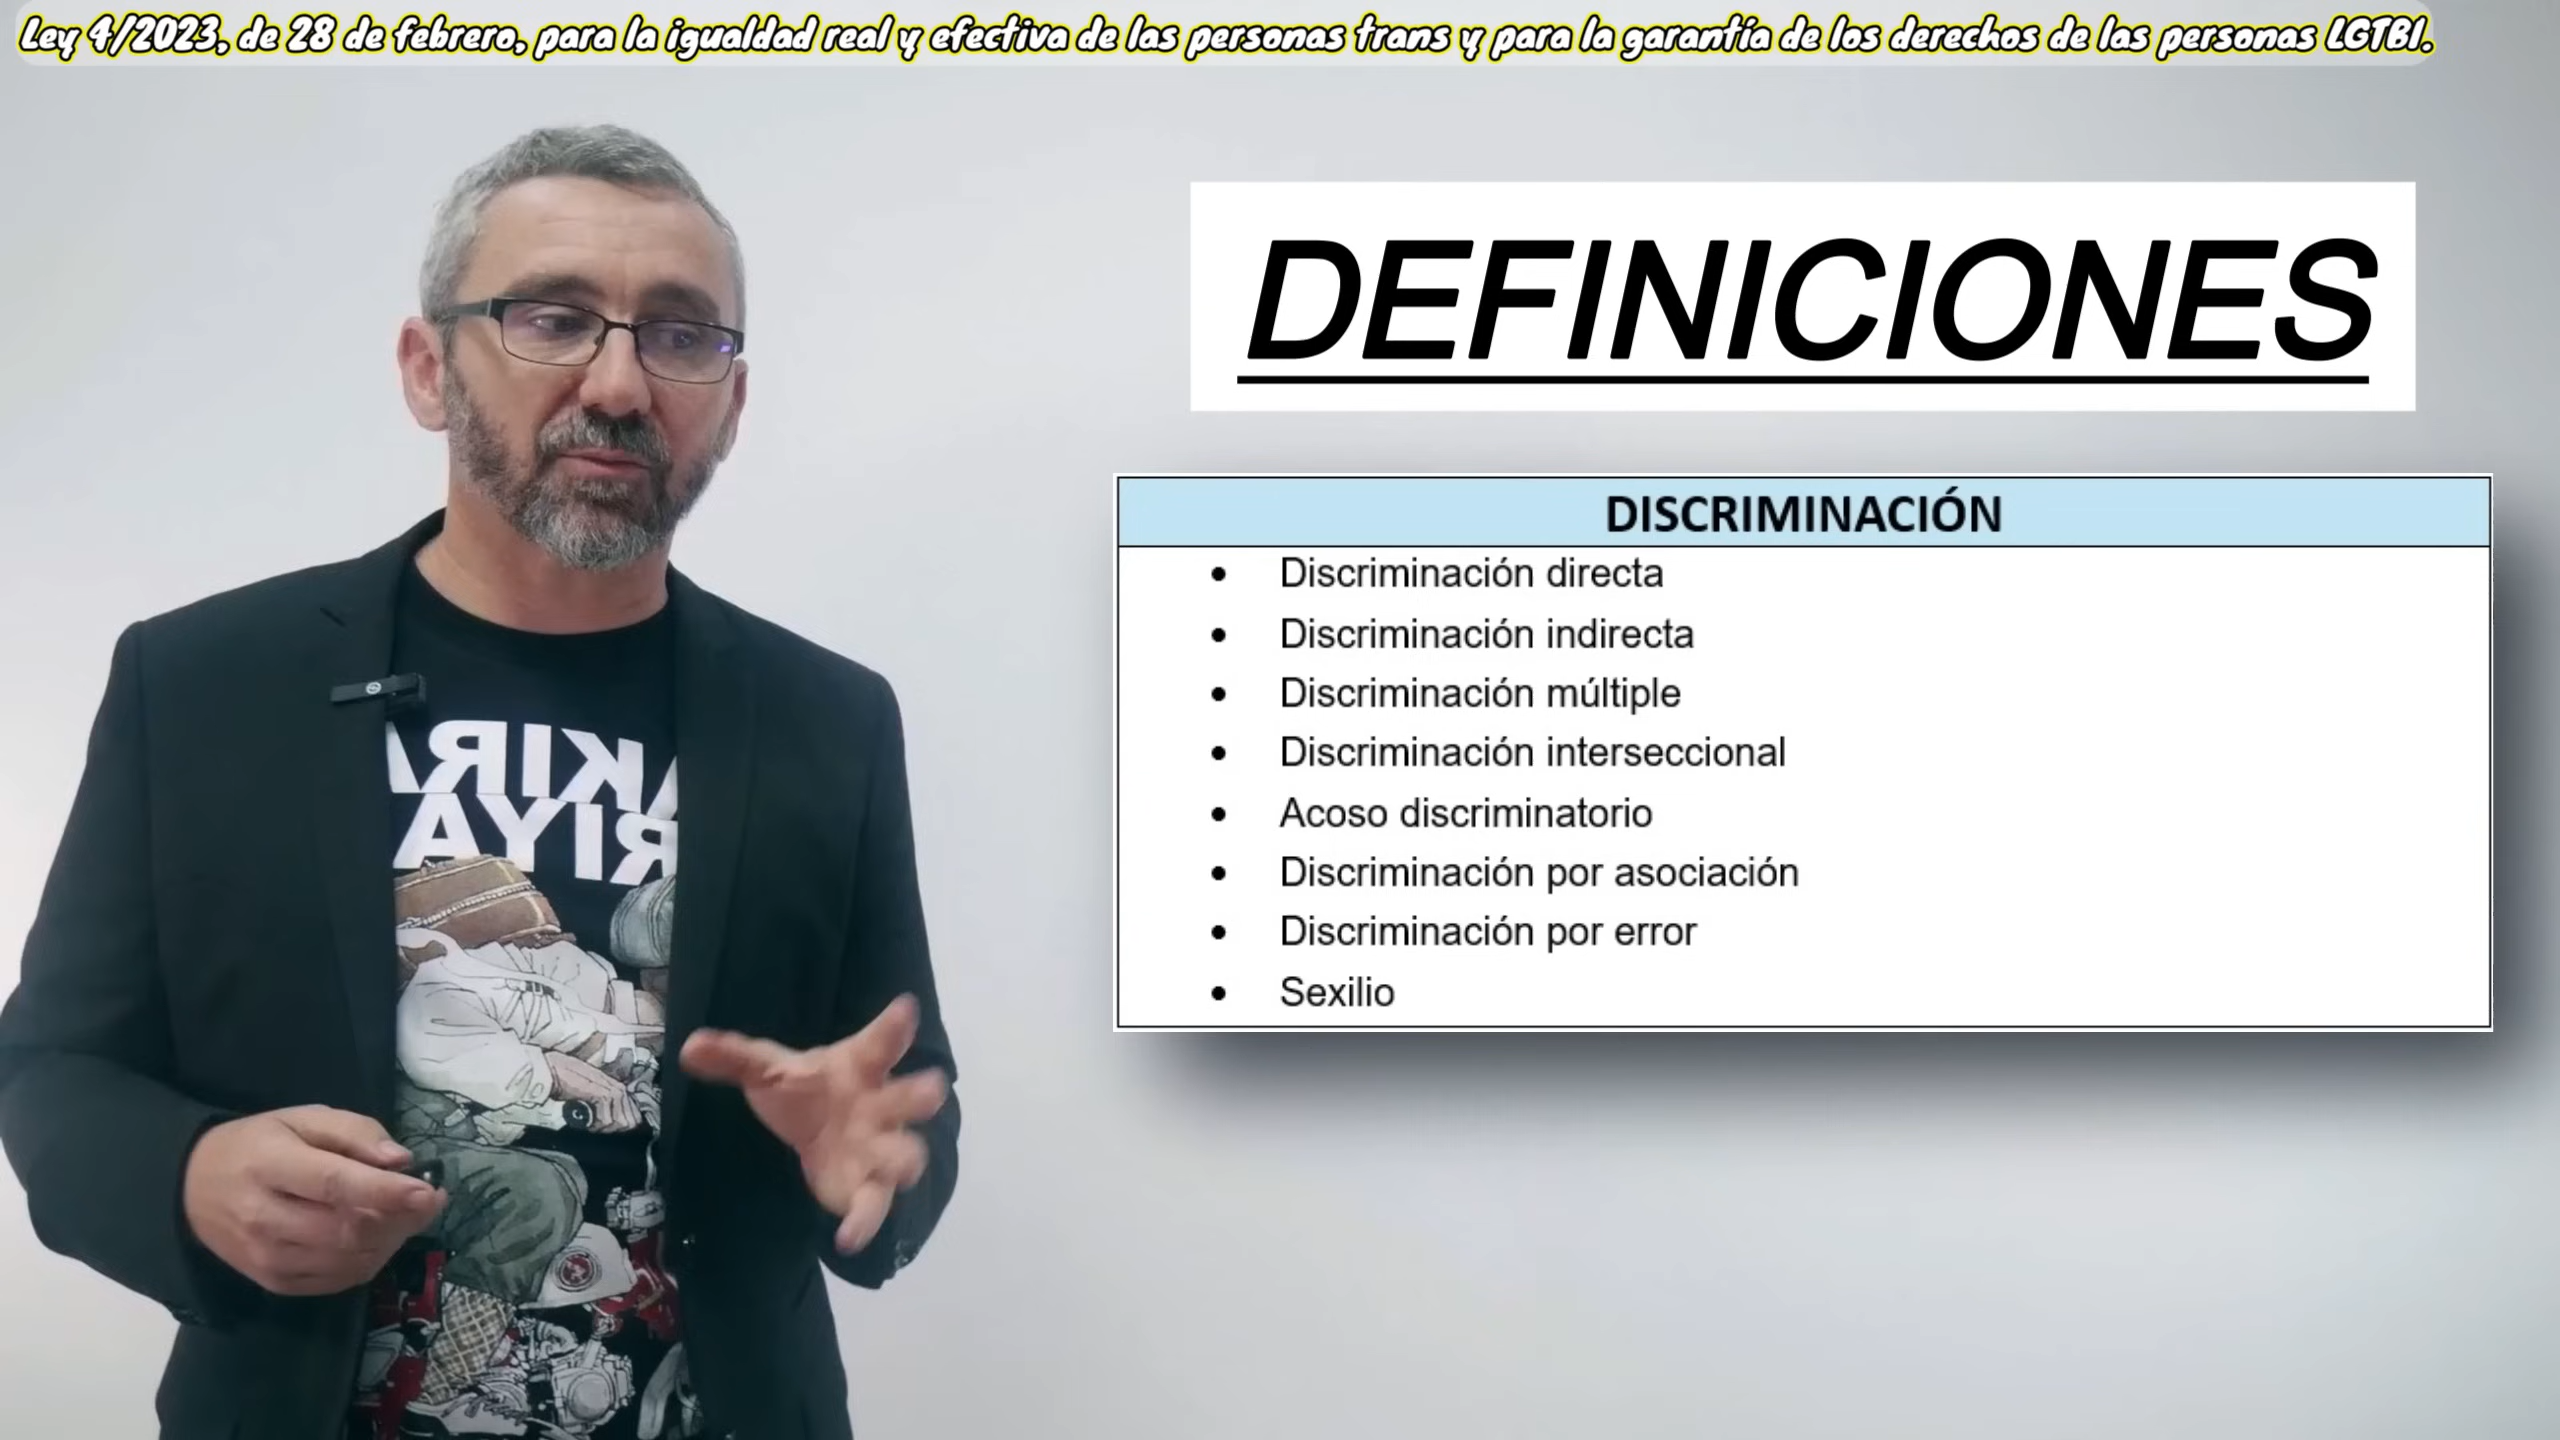 Ley 4/2023, de 28 de febrero, para la igualdad real y efectiva de las personas trans y para la garantía de los derechos de las personas LGTBI.
DEFINICIONES
DISCRIMINACIÓN
• Discriminación directa
• Discriminación indirecta
• Discriminación múltiple
• Discriminación interseccional
• Acoso discriminatorio
• Discriminación por asociación
• Discriminación por error
• Sexilio
AKIRA
RIYA